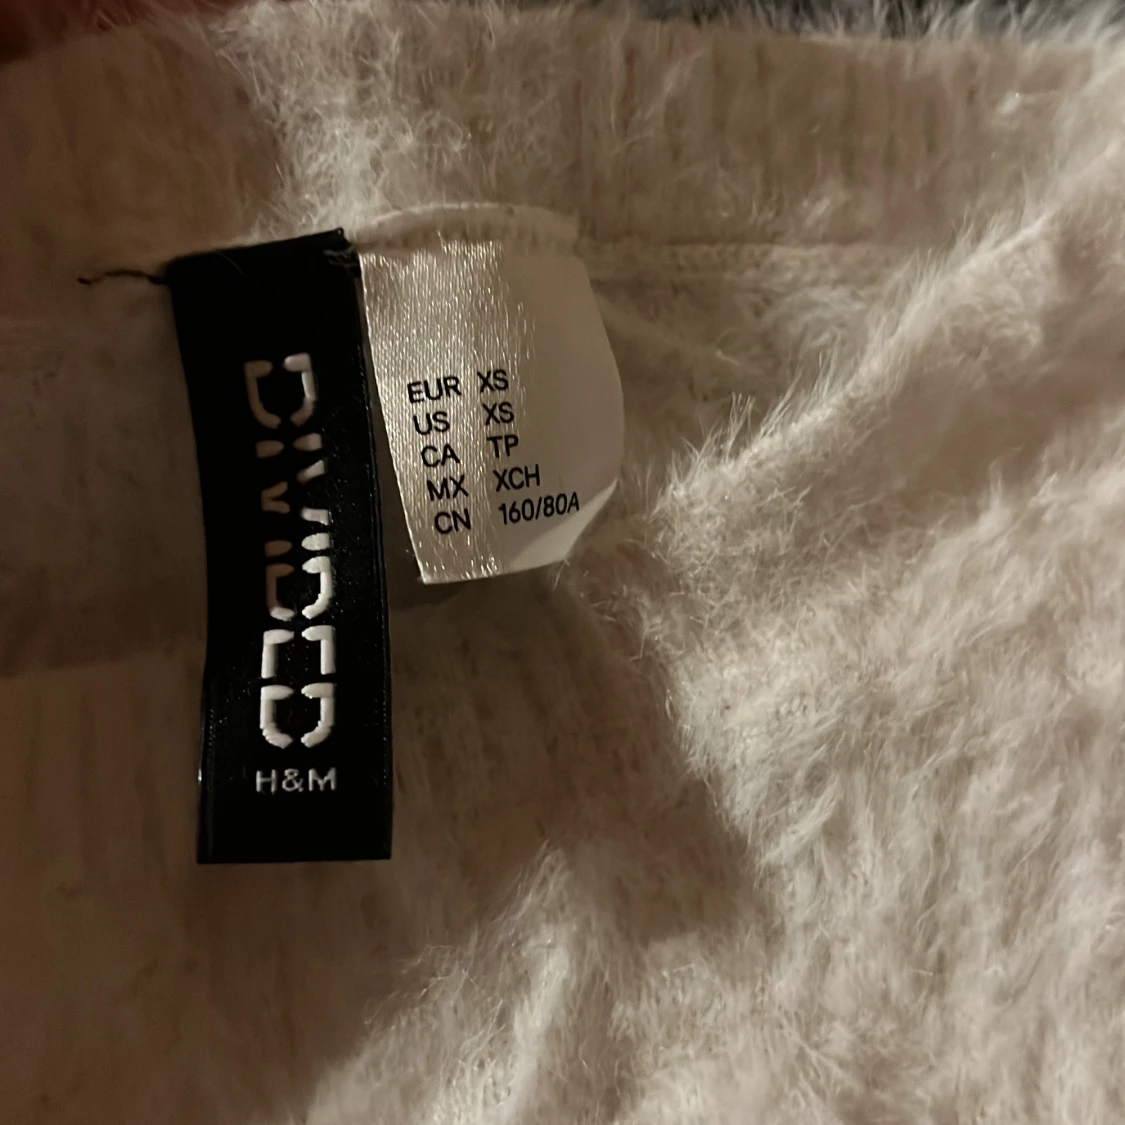 DIVIDED
H&M
EUR XS
US XS
CA TP
MX XCH
CN 160/80A